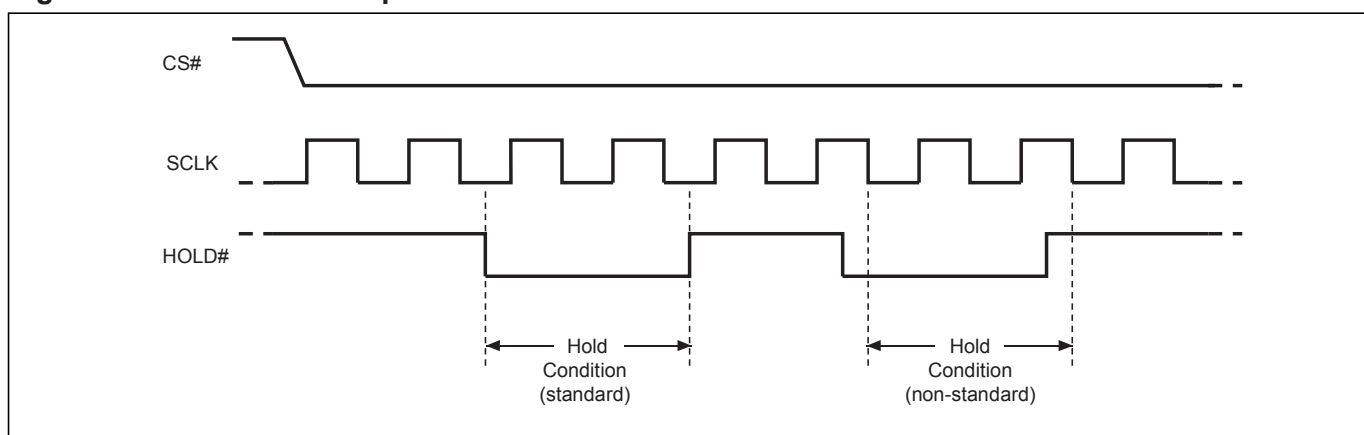 CS#
SCLK
HOLD#
Hold
Condition
(standard)
Hold
Condition
(non-standard)